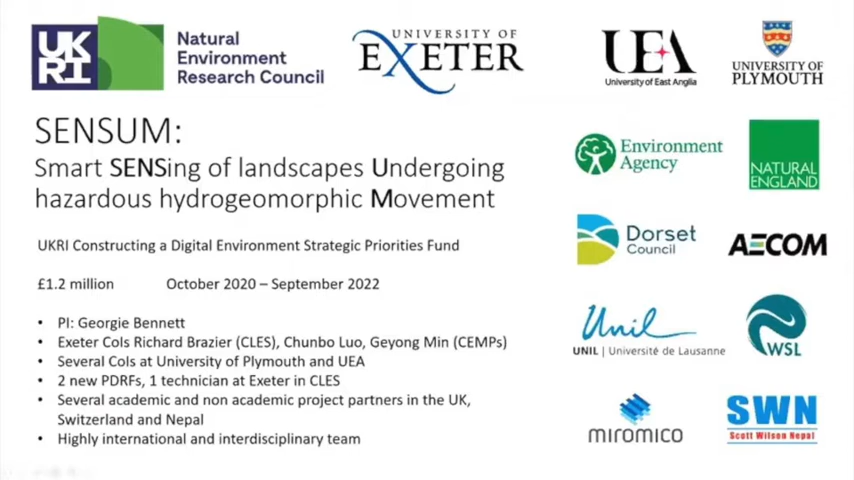 UK
RI
Natural
Environment
Research Council
UNIVERSITY OF
EXETER
UEA
University of East Anglia
UNIVERSITY OF
PLYMOUTH
SENSUM:
Smart SENSing of landscapes Undergoing
hazardous hydrogeomorphic Movement
UKRI Constructing a Digital Environment Strategic Priorities Fund
£1.2 million October 2020 – September 2022
• PI: Georgie Bennett
• Exeter Cols Richard Brazier (CLES), Chunbo Luo, Geyong Min (CEMPs)
• Several Cols at University of Plymouth and UEA
• 2 new PDRFs, 1 technician at Exeter in CLES
• Several academic and non academic project partners in the UK,
Switzerland and Nepal
• Highly international and interdisciplinary team
Environment
Agency
NATURAL
ENGLAND
Dorset
Council
AECOM
Unil
UNIL | Université de Lausanne
WSL
miromico
SWN
Scott Wilson Nepal